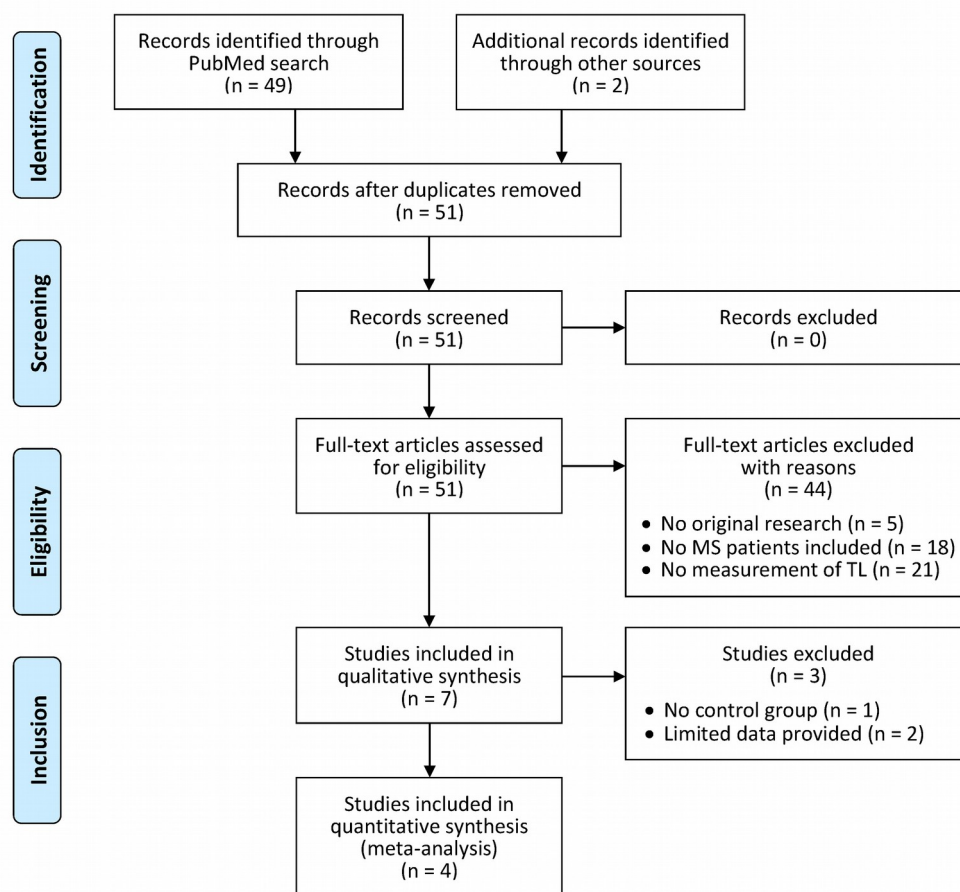 Identification
Records identified through
PubMed search
(n = 49)
Additional records identified
through other sources
(n = 2)
Records after duplicates removed
(n = 51)
Screening
Records screened
(n = 51)
Records excluded
(n = 0)
Eligibility
Full-text articles assessed
for eligibility
(n = 51)
Full-text articles excluded
with reasons
(n = 44)
• No original research (n = 5)
• No MS patients included (n = 18)
• No measurement of TL (n = 21)
Inclusion
Studies included in
qualitative synthesis
(n = 7)
Studies excluded
(n = 3)
• No control group (n = 1)
• Limited data provided (n = 2)
Studies included in
quantitative synthesis
(meta-analysis)
(n = 4)